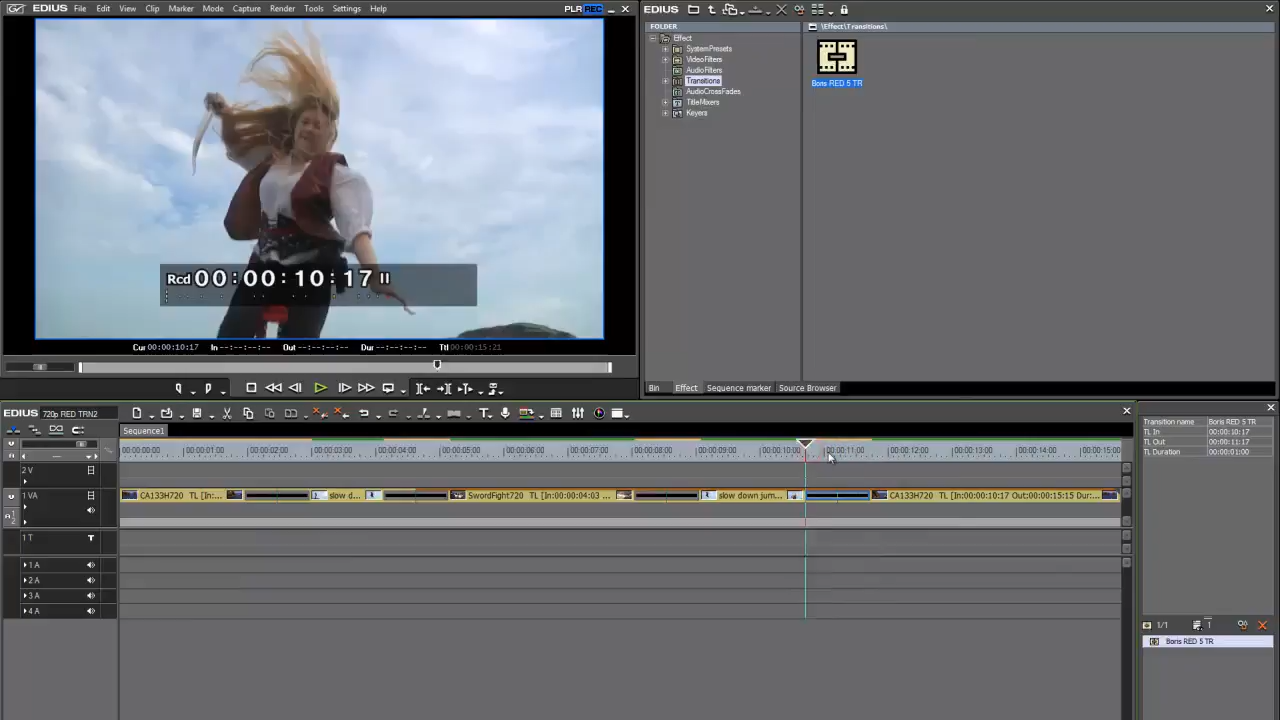 EDIUS File Edit View Clip Marker Mode Capture Render Tools Settings Help PLR REC
EDIUS
FOLDER
\Effect\Transitions\
Effect
SystemPresets
VideoFilters
AudioFilters
Transitions
AudioCrossFades
TitleMixers
Keyers
Boris RED 5 TR
Rcd 00:00:10:17
Cur 00:00:10:17 In --:--:--:-- Out --:--:--:-- Dur --:--:--:-- Ttl 00:00:15:21
Bin Effect Sequence marker Source Browser
EDIUS 720p RED TRN2
Sequence1
00:00:00:00 00:00:01:00 00:00:02:00 00:00:03:00 00:00:04:00 00:00:05:00 00:00:06:00 00:00:07:00 00:00:08:00 00:00:09:00 00:00:10:00 00:00:11:00 00:00:12:00 00:00:13:00 00:00:14:00 00:00:15:00
2 V
1 VA
CA133H720 TL [In:... slow d... SwordFight720 TL [In:00:00:04:03 ... slow down jum... CA133H720 TL [In:00:00:10:17 Out:00:00:15:15 Dur:...
1 T T
1 A
2 A
3 A
4 A
Transition name Boris RED 5 TR
TL In 00:00:10:17
TL Out 00:00:11:17
TL Duration 00:00:01:00
1/1 1
Boris RED 5 TR